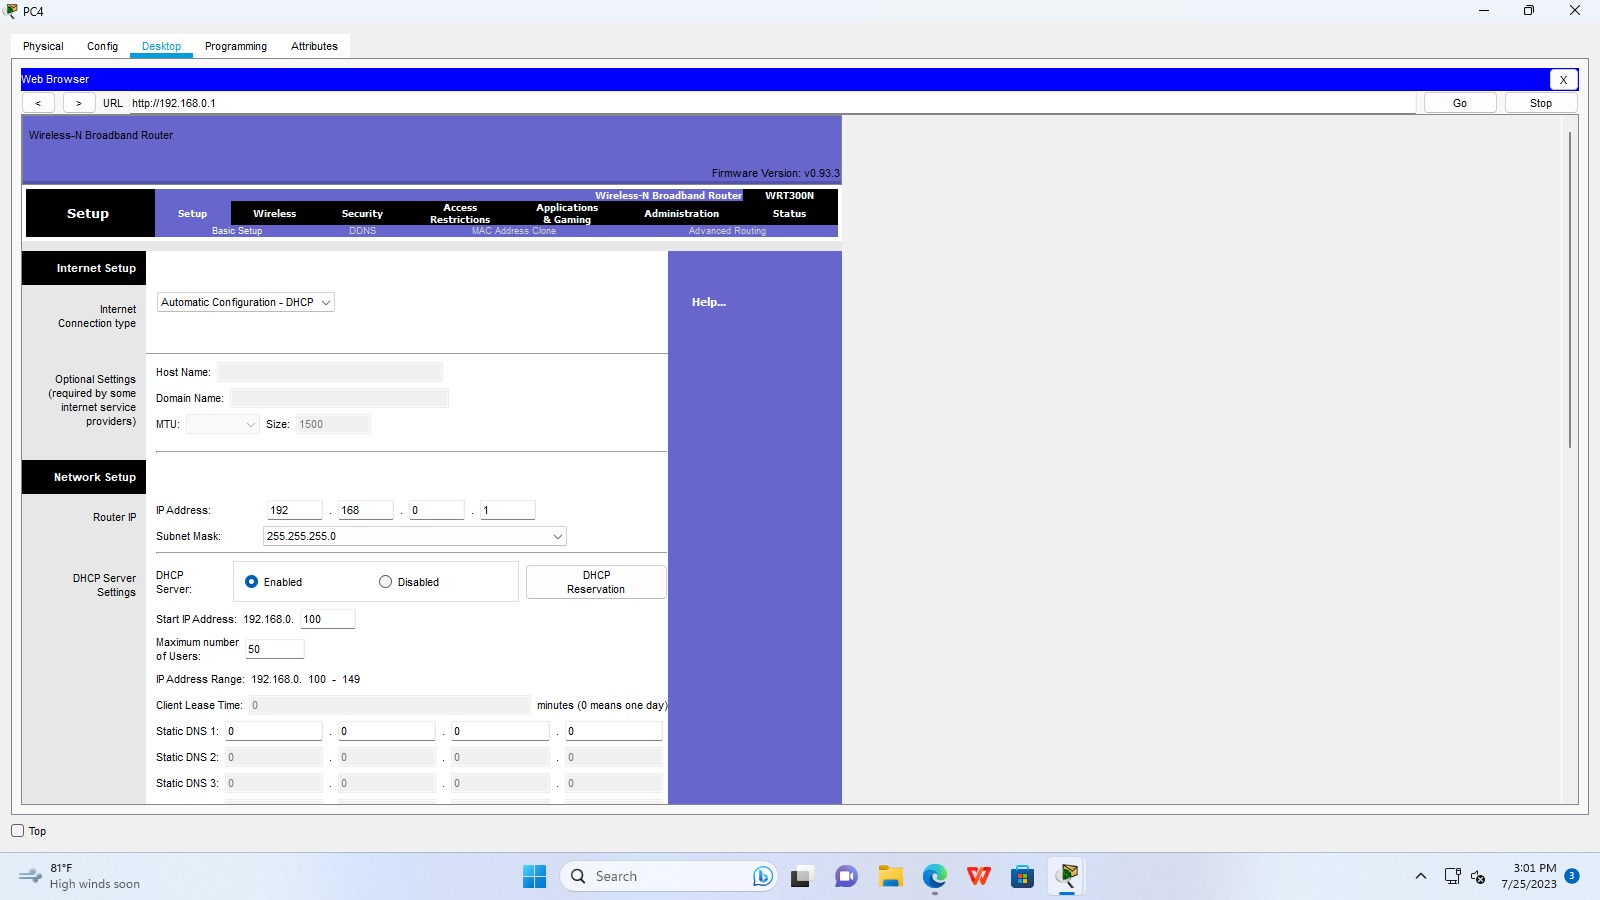 PC4
Physical Config Desktop Programming Attributes
Web Browser X
< > URL http://192.168.0.1 Go Stop
Wireless-N Broadband Router
Firmware Version: v0.93.3
Wireless-N Broadband Router WRT300N
Setup Setup Wireless Security Access Restrictions Applications & Gaming Administration Status
Basic Setup DDNS MAC Address Clone Advanced Routing
Internet Setup
Internet Connection type
Automatic Configuration - DHCP
Help...
Optional Settings
(required by some
internet service
providers)
Host Name:
Domain Name:
MTU: Size: 1500
Network Setup
Router IP
IP Address: 192 . 168 . 0 . 1
Subnet Mask: 255.255.255.0
DHCP Server
Settings
DHCP
Server:
Enabled Disabled
DHCP
Reservation
Start IP Address: 192.168.0. 100
Maximum number
of Users: 50
IP Address Range: 192.168.0. 100 - 149
Client Lease Time: 0 minutes (0 means one day)
Static DNS 1: 0 . 0 . 0 . 0
Static DNS 2: 0 . 0 . 0 . 0
Static DNS 3: 0 . 0 . 0 . 0
Top
81°F
High winds soon
Search
3:01 PM
7/25/2023
3